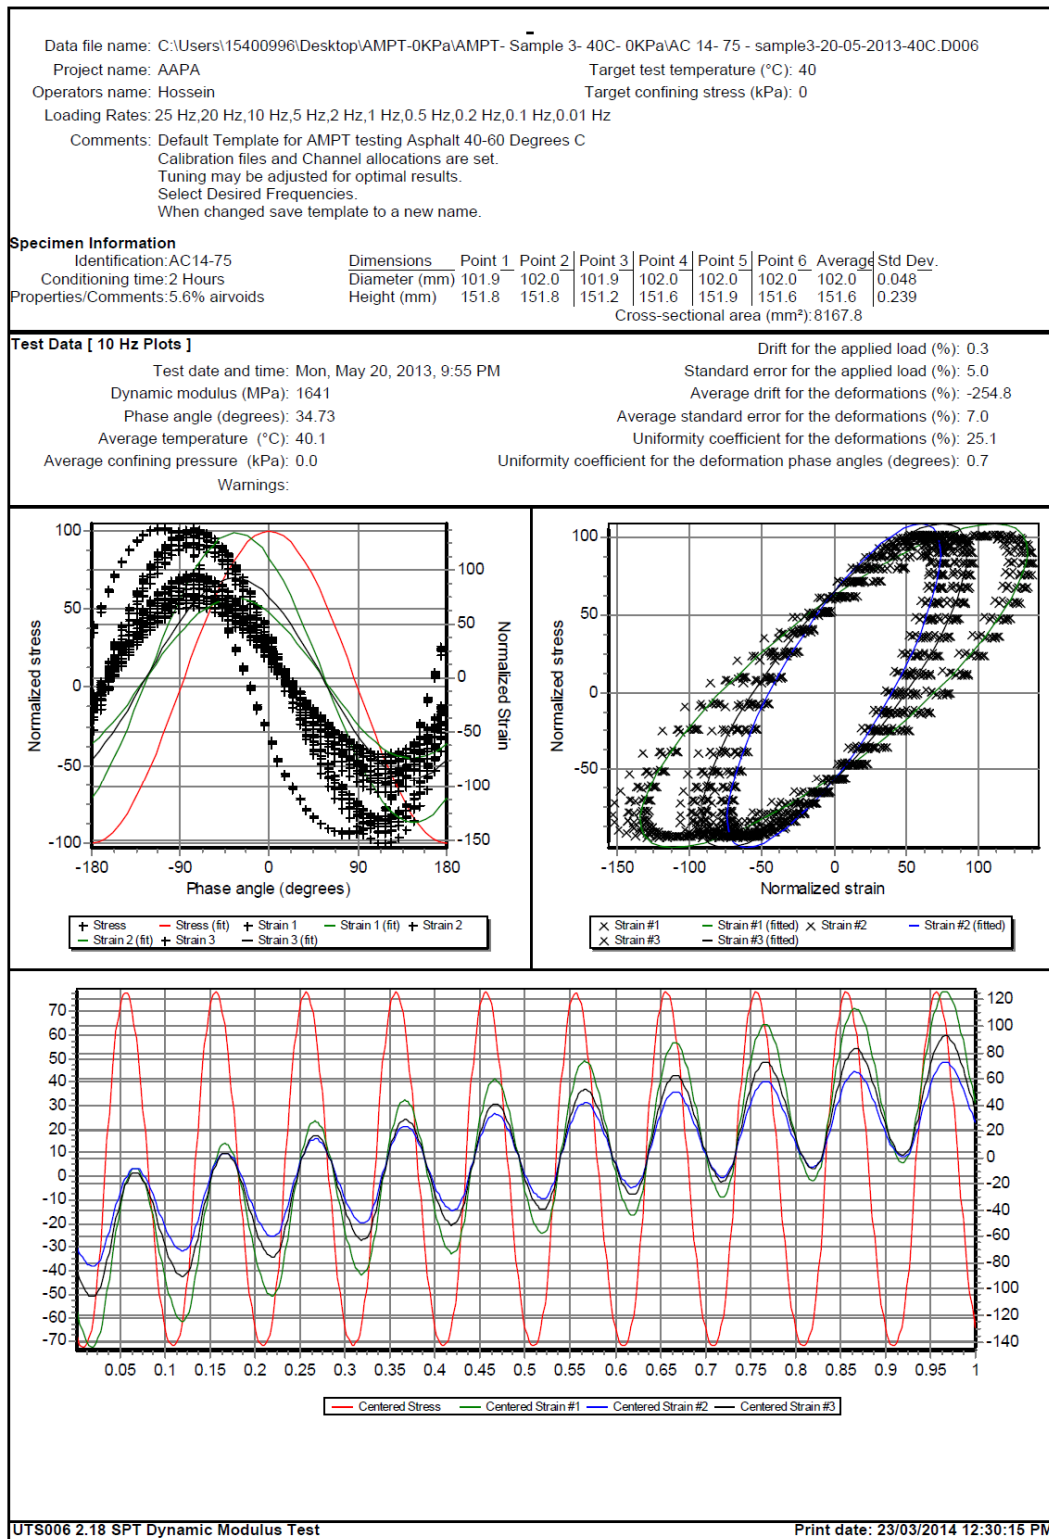 Data file name: C:\Users\15400996\Desktop\AMPT-0KPa\AMPT- Sample 3- 40C- 0KPa\AC 14- 75 - sample3-20-05-2013-40C.D006
Project name: AAPA Target test temperature (°C): 40
Operators name: Hossein Target confining stress (kPa): 0
Loading Rates: 25 Hz,20 Hz,10 Hz,5 Hz,2 Hz,1 Hz,0.5 Hz,0.2 Hz,0.1 Hz,0.01 Hz
Comments: Default Template for AMPT testing Asphalt 40-60 Degrees C
Calibration files and Channel allocations are set.
Tuning may be adjusted for optimal results.
Select Desired Frequencies.
When changed save template to a new name.
Specimen Information
Identification: AC14-75 Dimensions Point 1 Point 2 Point 3 Point 4 Point 5 Point 6 Average Std Dev.
Conditioning time: 2 Hours Diameter (mm) 101.9 102.0 101.9 102.0 102.0 102.0 102.0 0.048
Properties/Comments: 5.6% airvoids Height (mm) 151.8 151.8 151.2 151.6 151.9 151.6 151.6 0.239
Cross-sectional area (mm²): 8167.8
Test Data [ 10 Hz Plots ] Drift for the applied load (%): 0.3
Test date and time: Mon, May 20, 2013, 9:55 PM Standard error for the applied load (%): 5.0
Dynamic modulus (MPa): 1641 Average drift for the deformations (%): -254.8
Phase angle (degrees): 34.73 Average standard error for the deformations (%): 7.0
Average temperature (°C): 40.1 Uniformity coefficient for the deformations (%): 25.1
Average confining pressure (kPa): 0.0 Uniformity coefficient for the deformation phase angles (degrees): 0.7
Warnings:
Normalized stress
100
50
0
-50
-100
100
50
0
-50
-100
-150
Normalized Strain
-180 -90 0 90 180
Phase angle (degrees)
Stress Stress (fit) Strain 1 Strain 1 (fit) Strain 2
Strain 2 (fit) Strain 3 Strain 3 (fit)
Normalized stress
100
50
0
-50
-150 -100 -50 0 50 100
Normalized strain
Strain #1 Strain #1 (fitted) Strain #2 Strain #2 (fitted)
Strain #3 Strain #3 (fitted)
70
60
50
40
30
20
10
0
-10
-20
-30
-40
-50
-60
-70
120
100
80
60
40
20
0
-20
-40
-60
-80
-100
-120
-140
0.05 0.1 0.15 0.2 0.25 0.3 0.35 0.4 0.45 0.5 0.55 0.6 0.65 0.7 0.75 0.8 0.85 0.9 0.95 1
Centered Stress Centered Strain #1 Centered Strain #2 Centered Strain #3
UTS006 2.18 SPT Dynamic Modulus Test Print date: 23/03/2014 12:30:15 PM